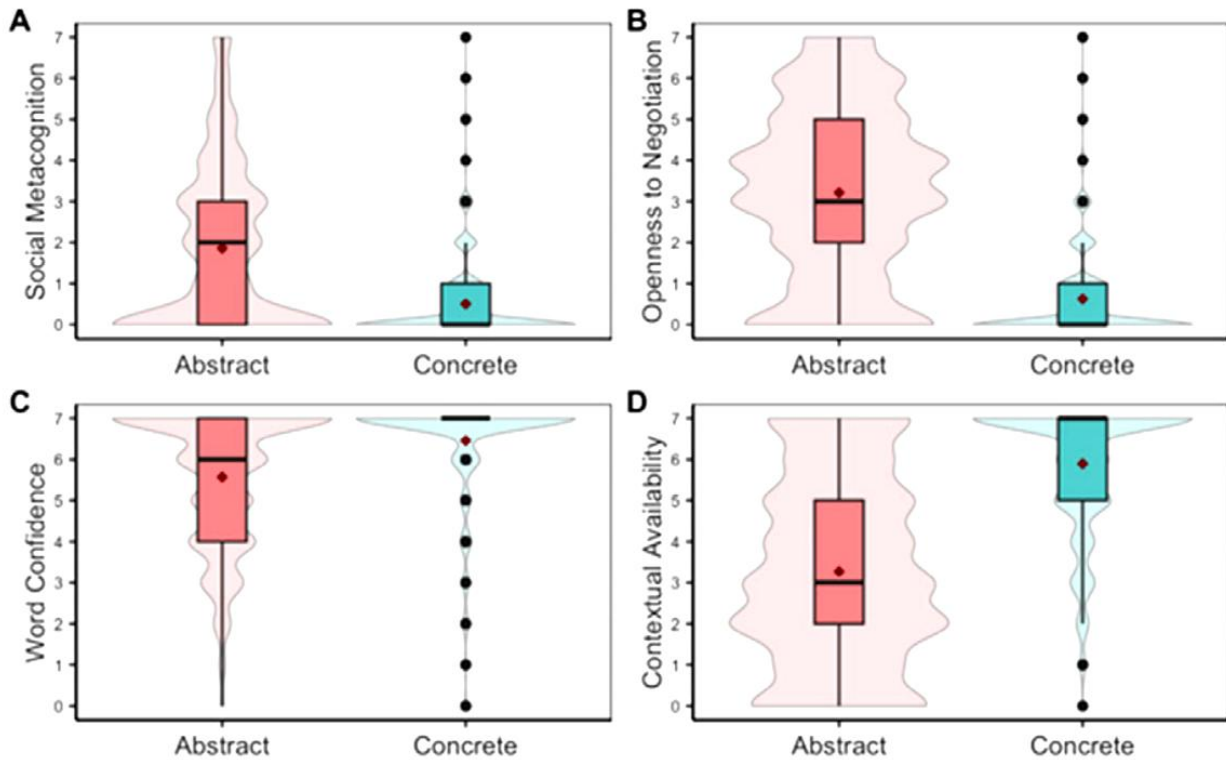 A
Social Metacognition
7
6
5
4
3
2
1
0
Abstract
Concrete
B
Openness to Negotiation
7
6
5
4
3
2
1
0
Abstract
Concrete
C
Word Confidence
7
6
5
4
3
2
1
0
Abstract
Concrete
D
Contextual Availability
7
6
5
4
3
2
1
0
Abstract
Concrete